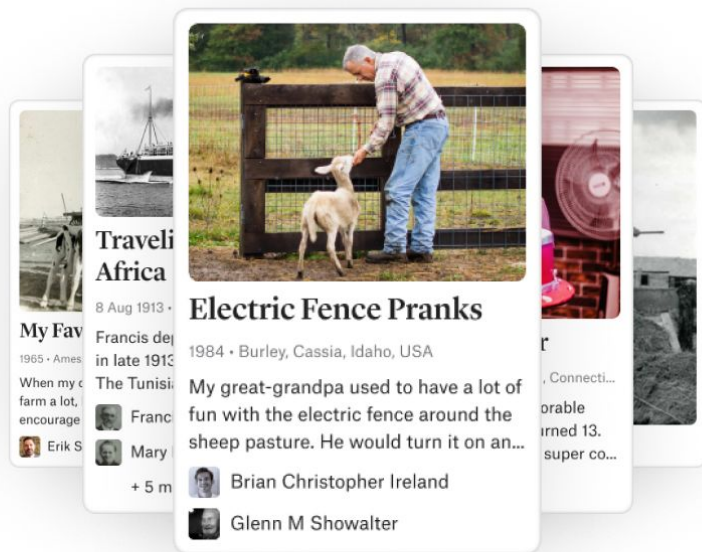 My Fav
1965 • Ames
When my
farm a lot,
encourage
Erik S
Traveli
Africa
8 Aug 1913 •
Francis dep
in late 1913
The Tunisi
Franc
Mary
+ 5 m
Electric Fence Pranks
1984 • Burley, Cassia, Idaho, USA
My great-grandpa used to have a lot of
fun with the electric fence around the
sheep pasture. He would turn it on an...
Brian Christopher Ireland
Glenn M Showalter
r
, Connecti...
orable
urned 13.
super co...